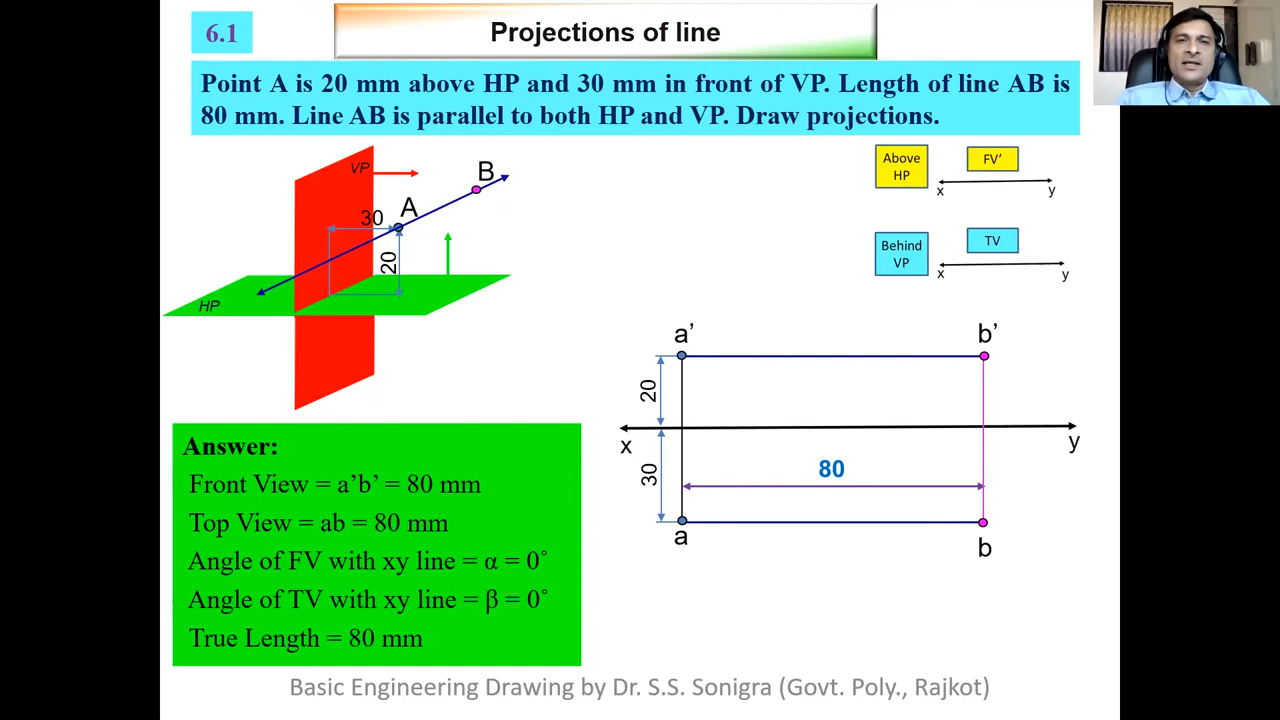 6.1
Projections of line
Point A is 20 mm above HP and 30 mm in front of VP. Length of line AB is
80 mm. Line AB is parallel to both HP and VP. Draw projections.
VP
B
A
30
20
HP
Above
HP
FV’
x
y
Behind
VP
TV
x
y
a’
b’
20
x
y
30
80
a
b
Answer:
Front View = a’b’ = 80 mm
Top View = ab = 80 mm
Angle of FV with xy line = α = 0˚
Angle of TV with xy line = β = 0˚
True Length = 80 mm
Basic Engineering Drawing by Dr. S.S. Sonigra (Govt. Poly., Rajkot)